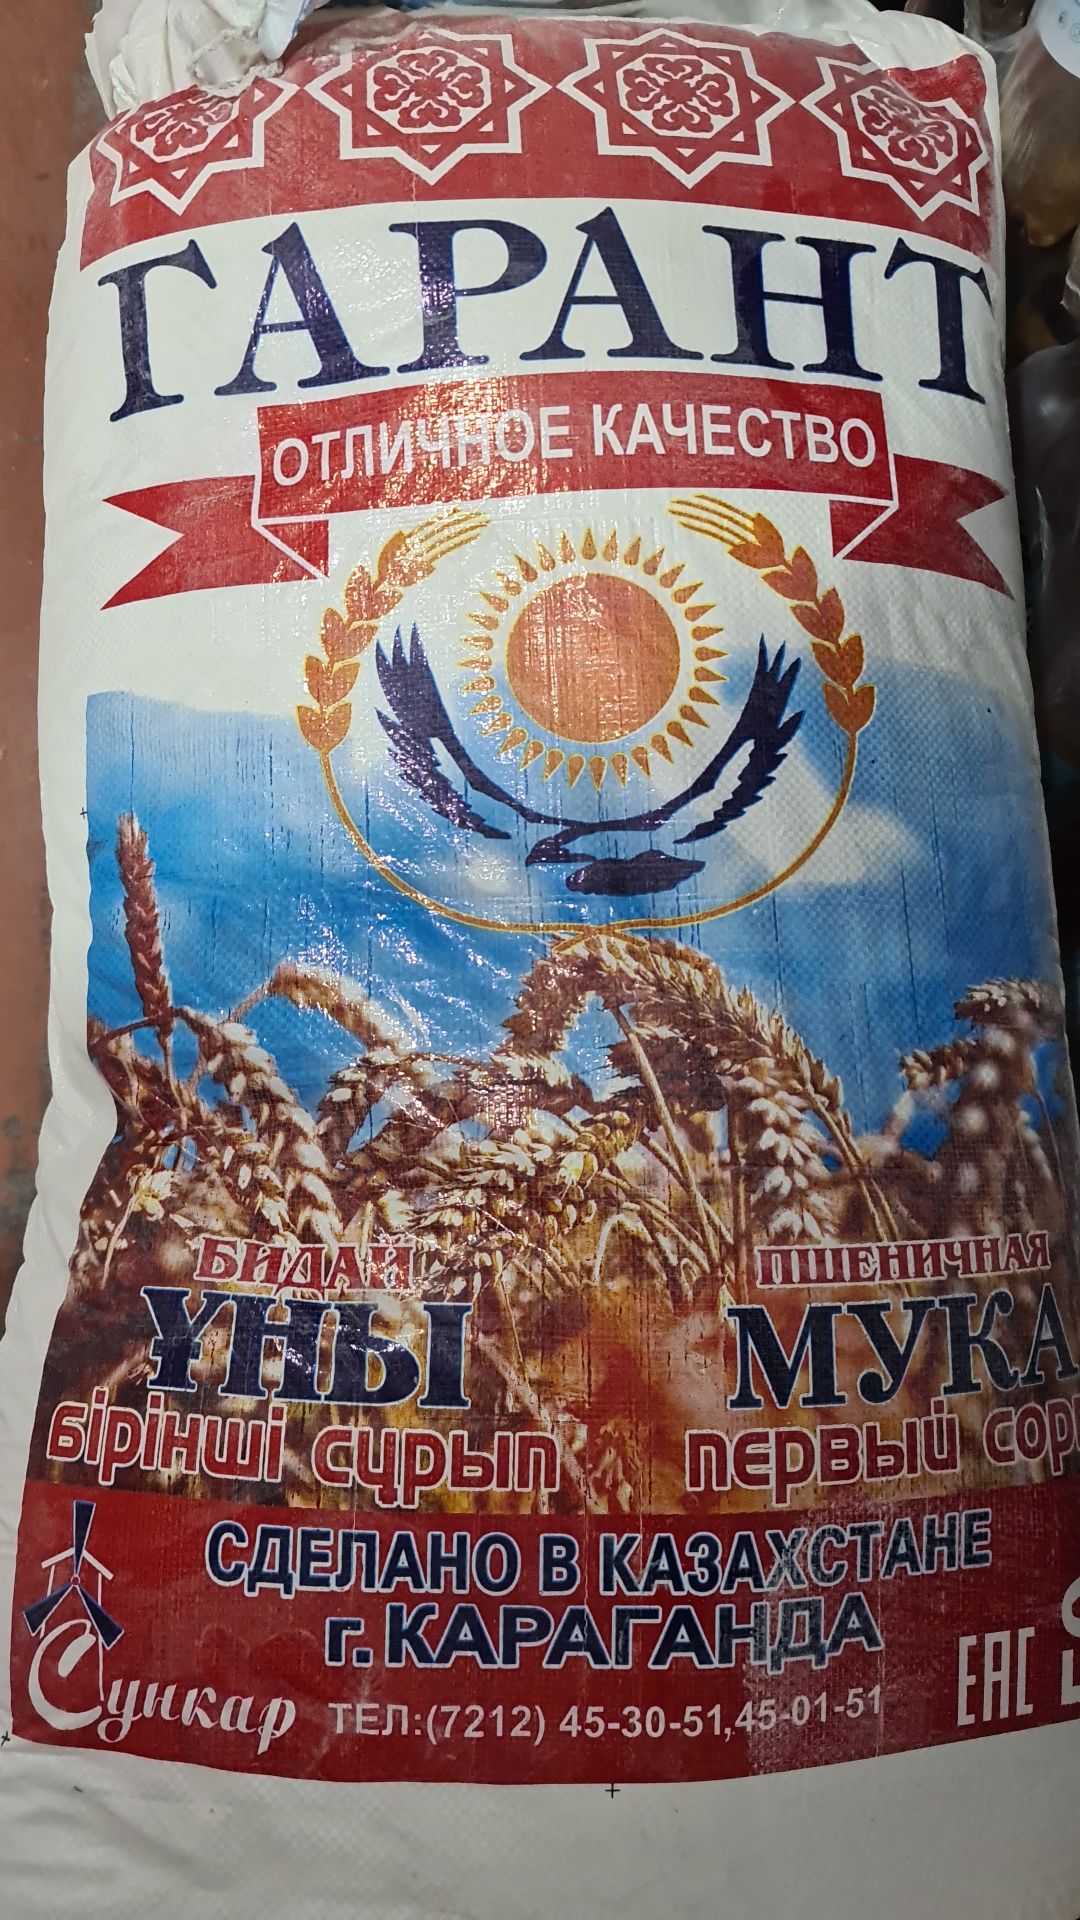 ГАРАНТ
ОТЛИЧНОЕ КАЧЕСТВО
БИДАЙ
ҰНЫ
бірінші сұрып
ПШЕНИЧНАЯ
МУКА
первый
СДЕЛАНО В КАЗАХСТАНЕ
г.КАРАГАНДА
Сункар
ТЕЛ:(7212) 45-30-51,45-01-51
ЕАС